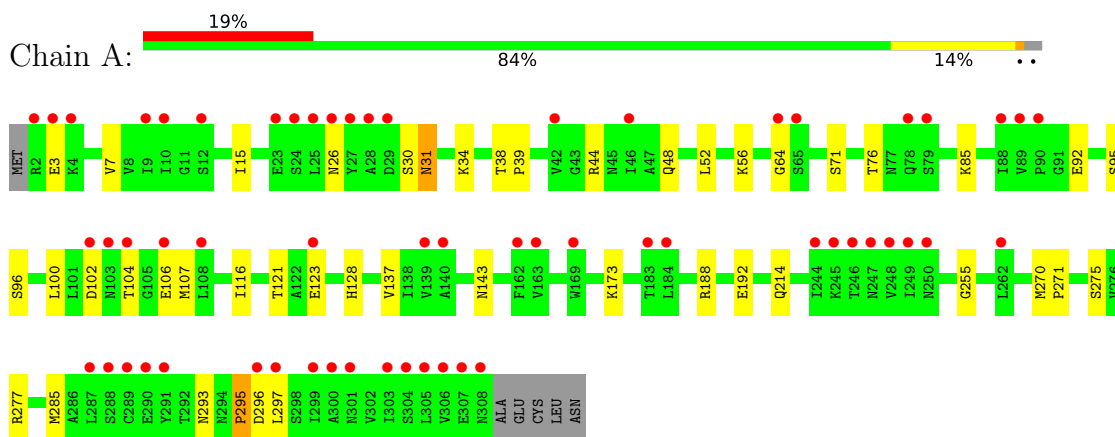 19%
Chain A:
84%
14%
MET R2 E3 K4 V7 V8 I9 I10 G11 S12 I15 E23 S24 L25 N26 Y27 A28 D29 S30 N31 K34 T38 P39 V42 G43 R44 N45 I46 A47 Q48 L52 K56 G64 S65 S71 T76 N77 Q78 S79 K85 I88 V89 P90 G91 E92 S95
S96 L100 L101 D102 N103 T104 G105 E106 M107 L108 I116 T121 A122 E123 H128 V137 I138 V139 A140 N143 F162 V163 W169 K173 T183 L184 R188 E192 Q214 I244 K245 T246 N247 V248 I249 N250 G255 L262 M270 P271 S275 V276
R277 M285 A286 L287 S288 C289 E290 Y291 T292 N293 N294 P295 D296 L297 S298 I299 A300 N301 V302 I303 S304 L305 V306 E307 N308 ALA GLU CYS LEU ASN